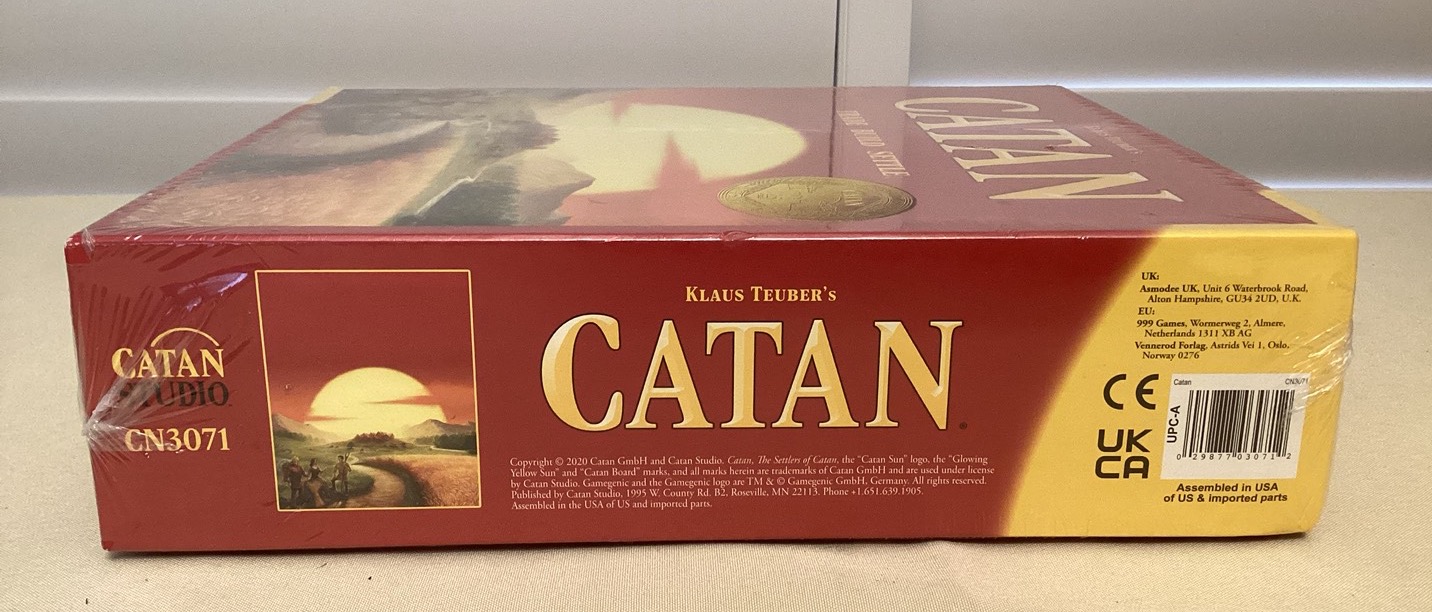 CATAN
TRADE BUILD SETTLE
CATAN
CATAN
STUDIO
CN3071
KLAUS TEUBER'S
CATAN
Copyright © 2020 Catan GmbH and Catan Studio. Catan, The Settlers of Catan, the "Catan Sun" logo, the "Glowing
Yellow Sun" and "Catan Board" marks, and all marks herein are trademarks of Catan GmbH and are used under license
by Catan Studio. Gamegenic and the Gamegenic logo are TM & © Gamegenic GmbH, Germany. All rights reserved.
Published by Catan Studio, 1995 W. County Rd. B2, Roseville, MN 22113. Phone +1.651.639.1905.
Assembled in the USA of US and imported parts.
UK:
Asmodee UK, Unit 6 Waterbrook Road,
Alton Hampshire, GU34 2UD, U.K.
EU:
999 Games, Wormerweg 2, Almere,
Netherlands 1311 XB AG
Vennerod Forlag, Astrids Vei 1, Oslo,
Norway 0276
CE
UK
CA
Catan CN3071
UPC-A
0 29877 03071 2
Assembled in USA
of US & imported parts